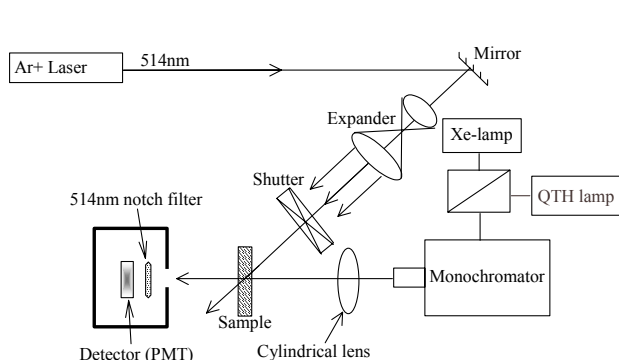 Mirror
Ar+ Laser
514nm
Expander
Xe-lamp
Shutter
514nm notch filter
QTH lamp
Monochromator
Sample
Detector (PMT)
Cylindrical lens